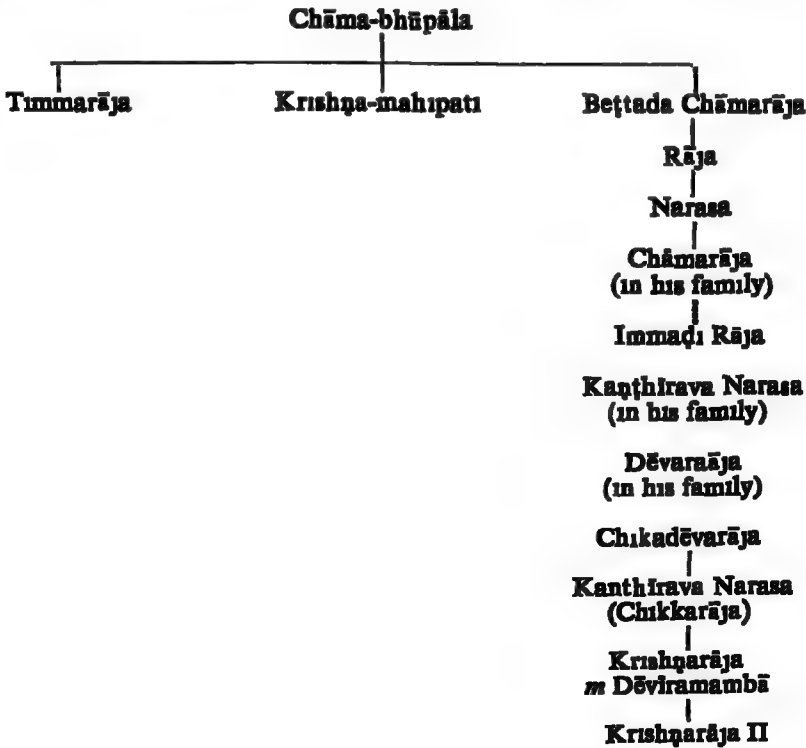 Chāma-bhūpāla
Timmarāja Krishṇa-mahipati Beṭṭada Chāmarāja
Rāja
Narasa
Chāmarāja
(in his family)
Immaḍi Rāja
Kaṇṭhīrava Narasa
(in his family)
Dēvaraāja
(in his family)
Chikadēvarāja
Kanthīrava Narasa
(Chikkarāja)
Krishṇarāja
m Dēvīramambā
Krishṇarāja II